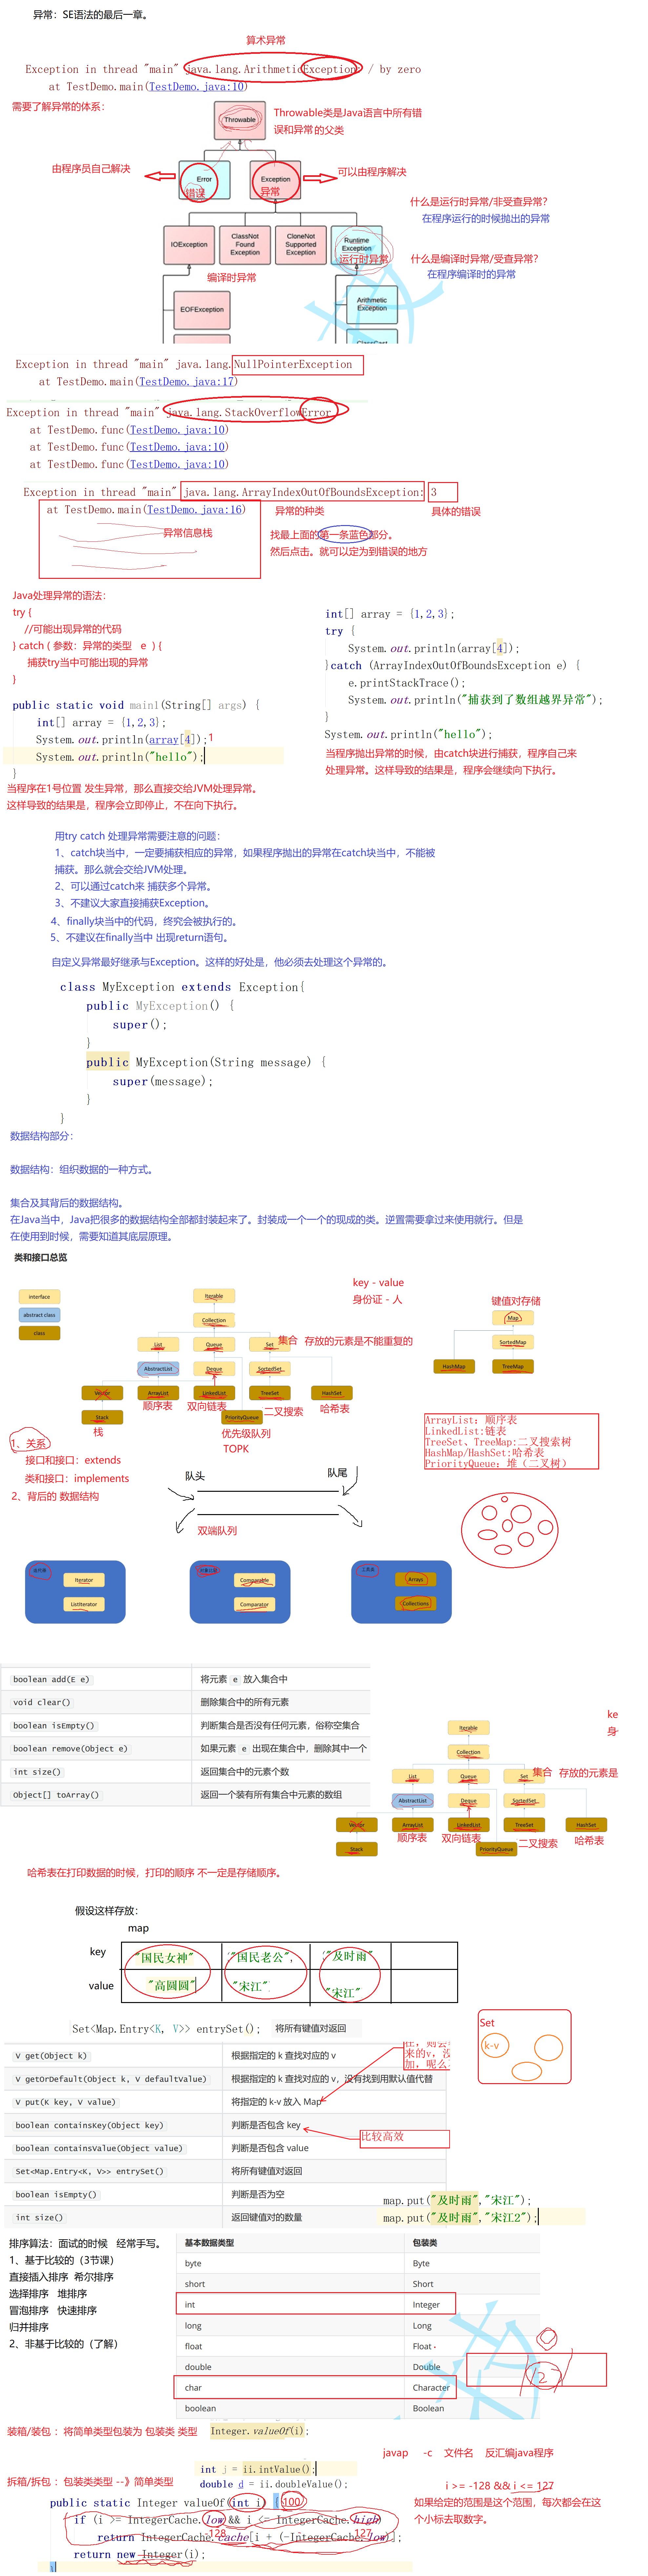 异常：SE语法的最后一章。
算术异常
Exception in thread "main" java.lang.ArithmeticException: / by zero
at TestDemo.main(TestDemo.java:10)
需要了解异常的体系：
Throwable
Throwable类是Java语言中所有错误和异常的父类
由程序员自己解决
Error
错误
Exception
异常
可以由程序解决
什么是运行时异常/非受查异常？
在程序运行的时候抛出的异常
IOException
ClassNot Found Exception
CloneNot Supported Exception
Runtime Exception
运行时异常
什么是编译时异常/受查异常？
在程序编译时的异常
编译时异常
EOFException
Arithmetic Exception
Exception in thread "main" java.lang.NullPointerException
at TestDemo.main(TestDemo.java:17)
Exception in thread "main" java.lang.StackOverflowError
at TestDemo.func(TestDemo.java:10)
at TestDemo.func(TestDemo.java:10)
at TestDemo.func(TestDemo.java:10)
Exception in thread "main" java.lang.ArrayIndexOutOfBoundsException: 3
at TestDemo.main(TestDemo.java:16)
异常的种类
具体的错误
异常信息栈
找最上面的第一条蓝色部分。
然后点击。就可以定为到错误的地方
Java处理异常的语法：
try {
//可能出现异常的代码
} catch ( 参数：异常的类型 e ) {
捕获try当中可能出现的异常
}
public static void main1(String[] args) {
int[] array = {1,2,3};
System.out.println(array[4]);1
System.out.println("hello");
}
当程序在1号位置 发生异常，那么直接交给JVM处理异常。
这样导致的结果是，程序会立即停止，不在向下执行。
int[] array = {1,2,3};
try {
System.out.println(array[4]);
}catch (ArrayIndexOutOfBoundsException e) {
e.printStackTrace();
System.out.println("捕获到了数组越界异常");
}
System.out.println("hello");
当程序抛出异常的时候，由catch块进行捕获，程序自己来
处理异常。这样导致的结果是，程序会继续向下执行。
用try catch 处理异常需要注意的问题：
1、catch块当中，一定要捕获相应的异常，如果程序抛出的异常在catch块当中，不能被
捕获。那么就会交给JVM处理。
2、可以通过catch来 捕获多个异常。
3、不建议大家直接捕获Exception。
4、finally块当中的代码，终究会被执行的。
5、不建议在finally当中 出现return语句。
自定义异常最好继承与Exception。这样的好处是，他必须去处理这个异常的。
class MyException extends Exception{
public MyException() {
super();
}
public MyException(String message) {
super(message);
}
}
数据结构部分：
数据结构：组织数据的一种方式。
集合及其背后的数据结构。
在Java当中，Java把很多的数据结构全部都封装起来了。封装成一个一个的现成的类。逆置需要拿过来使用就行。但是
在使用到时候，需要知道其底层原理。
类和接口总览
interface
abstract class
class
Iterable
Collection
List
Queue
Set
集合 存放的元素是不能重复的
AbstractList
Deque
SortedSet
Vector
ArrayList
LinkedList
TreeSet
HashSet
顺序表
双向链表
二叉搜索
哈希表
Stack
栈
PriorityQueue
优先级队列
TOPK
key - value
身份证 - 人
键值对存储
Map
SortedMap
HashMap
TreeMap
ArrayList：顺序表
LinkedList:链表
TreeSet、TreeMap:二叉搜索树
HashMap/HashSet:哈希表
PriorityQueue：堆（二叉树）
1、关系
接口和接口：extends
类和接口：implements
2、背后的 数据结构
队头
队尾
双端队列
Iterator
ListIterator
Comparable
Comparator
工具类
Arrays
Collections
boolean add(E e) 将元素 e 放入集合中
void clear() 删除集合中的所有元素
boolean isEmpty() 判断集合是否没有任何元素，俗称空集合
boolean remove(Object e) 如果元素 e 出现在集合中，删除其中一个
int size() 返回集合中的元素个数
Object[] toArray() 返回一个装有所有集合中元素的数组
ke
身
Iterable
Collection
List
Queue
Set
集合 存放的元素是
AbstractList
Deque
SortedSet
Vector
ArrayList
LinkedList
TreeSet
HashSet
顺序表
双向链表
二叉搜索
哈希表
Stack
PriorityQueue
哈希表在打印数据的时候，打印的顺序 不一定是存储顺序。
假设这样存放：
map
key "国民女神" "国民老公", "及时雨"
value "高圆圆" "宋江" "宋江"
Set<Map.Entry<K, V>> entrySet(); 将所有键值对返回
Set
k-v
V get(Object k) 根据指定的 k 查找对应的 v
V getOrDefault(Object k, V defaultValue) 根据指定的 k 查找对应的 v，没有找到用默认值代替
V put(K key, V value) 将指定的 k-v 放入 Map
boolean containsKey(Object key) 判断是否包含 key
比较高效
boolean containsValue(Object value) 判断是否包含 value
Set<Map.Entry<K, V>> entrySet() 将所有键值对返回
boolean isEmpty() 判断是否为空
int size() 返回键值对的数量
map.put("及时雨","宋江");
map.put("及时雨","宋江2");
排序算法：面试的时候 经常手写。
1、基于比较的（3节课）
直接插入排序 希尔排序
选择排序 堆排序
冒泡排序 快速排序
归并排序
2、非基于比较的（了解）
基本数据类型 包装类
byte Byte
short Short
int Integer
long Long
float Float
double Double
char Character
boolean Boolean
2
装箱/装包 ：将简单类型包装为 包装类 类型 Integer.valueOf(i);
javap -c 文件名 反汇编java程序
拆箱/拆包 ：包装类类型 --》简单类型
int j = ii.intValue();
double d = ii.doubleValue();
public static Integer valueOf(int i) { 100
if (i >= IntegerCache.low && i <= IntegerCache.high)
-128 127
return IntegerCache.cache[i + (-IntegerCache.low)];
return new Integer(i);
i >= -128 && i <= 127
如果给定的范围是这个范围，每次都会在这
个小标去取数字。